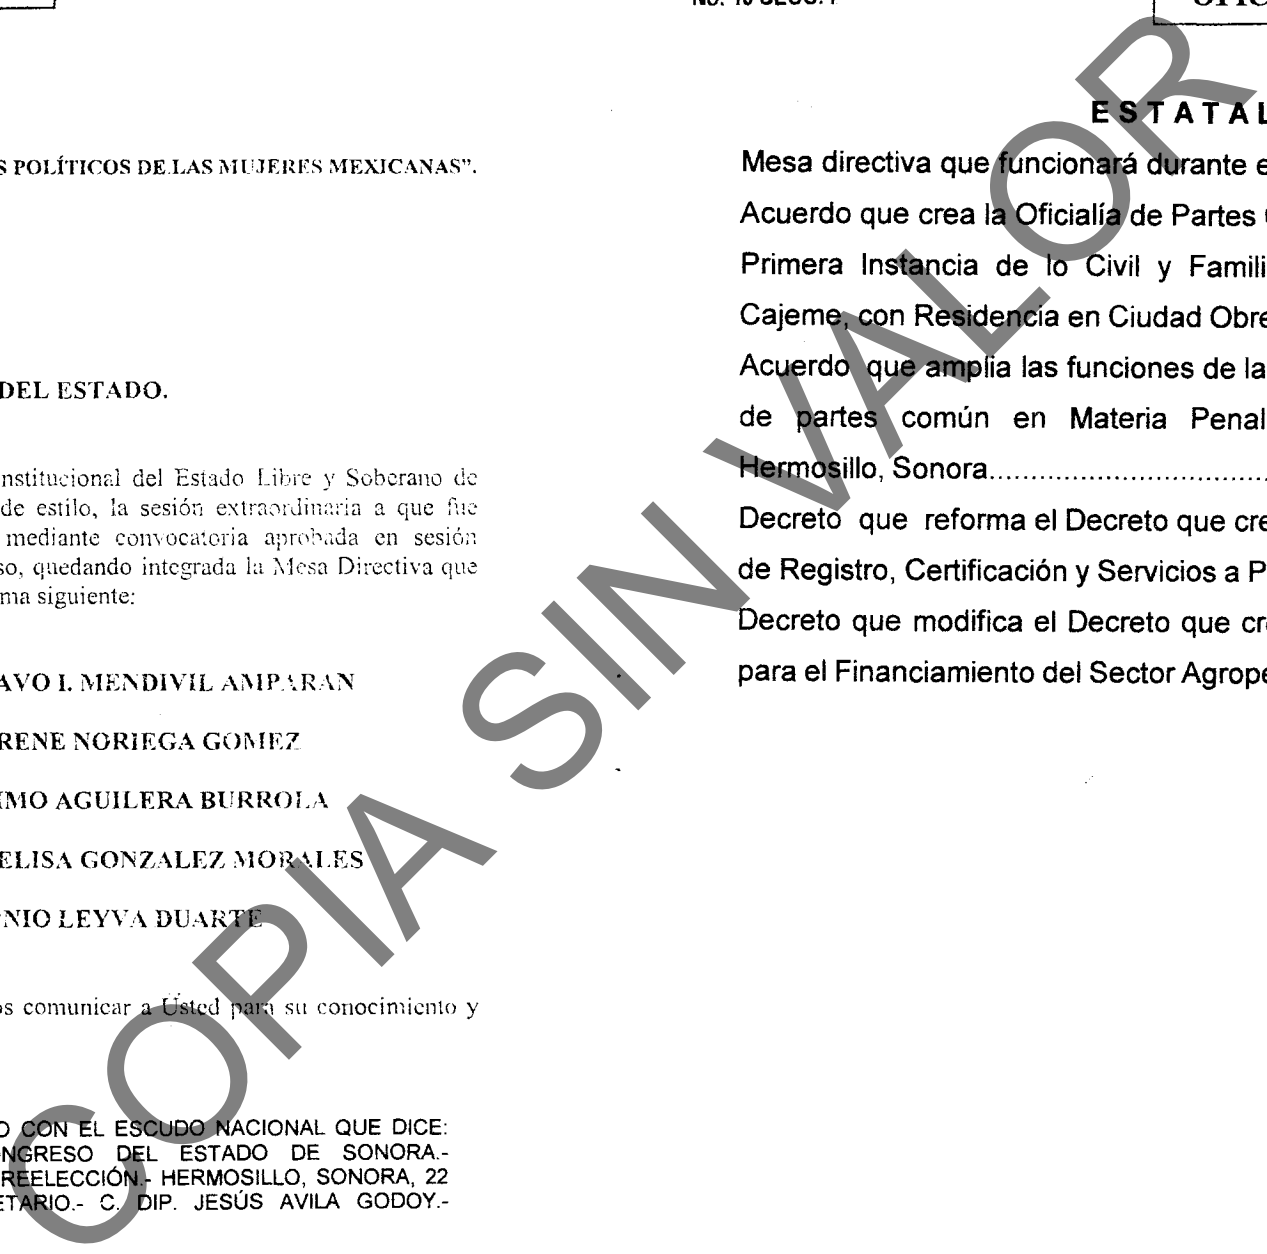 S POLÍTICOS DE LAS MUJERES MEXICANAS".
DEL ESTADO.
nstitucional del Estado Libre y Soberano de
de estilo, la sesión extraordinaria a que fue
mediante convocatoria aprobada en sesión
so, quedando integrada la Mesa Directiva que
ma siguiente:
AVO I. MENDIVIL AMPARAN
RENE NORIEGA GOMEZ
IMO AGUILERA BURROLA
ELISA GONZALEZ MORALES
NIO LEYVA DUARTE
os comunicar a Usted para su conocimiento y
O CON EL ESCUDO NACIONAL QUE DICE:
NGRESO DEL ESTADO DE SONORA.-
REELECCIÓN.- HERMOSILLO, SONORA, 22
ETARIO.- C. DIP. JESÚS AVILA GODOY.-
ESTATAL
Mesa directiva que funcionará durante e
Acuerdo que crea la Oficialía de Partes
Primera Instancia de lo Civil y Famili
Cajeme, con Residencia en Ciudad Obre
Acuerdo que amplia las funciones de la
de partes común en Materia Penal
Hermosillo, Sonora..................................
Decreto que reforma el Decreto que cre
de Registro, Certificación y Servicios a P
Decreto que modifica el Decreto que cr
para el Financiamiento del Sector Agrope
COPIA SIN VALOR